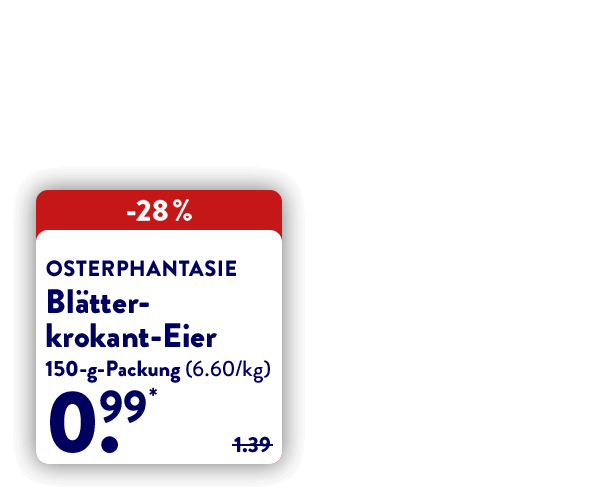 -28%
OSTERPHANTASIE
Blätter-
krokant-Eier
150-g-Packung (6.60/kg)
0.99*
1.39